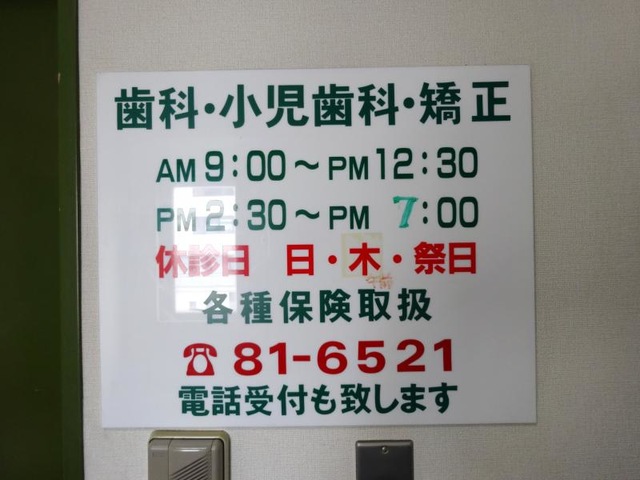 歯科・小児歯科・矯正
AM 9:00～PM 12:30
PM 2:30～PM 7:00
休診日 日・木・祭日
各種保険取扱
☎81-6521
電話受付も致します